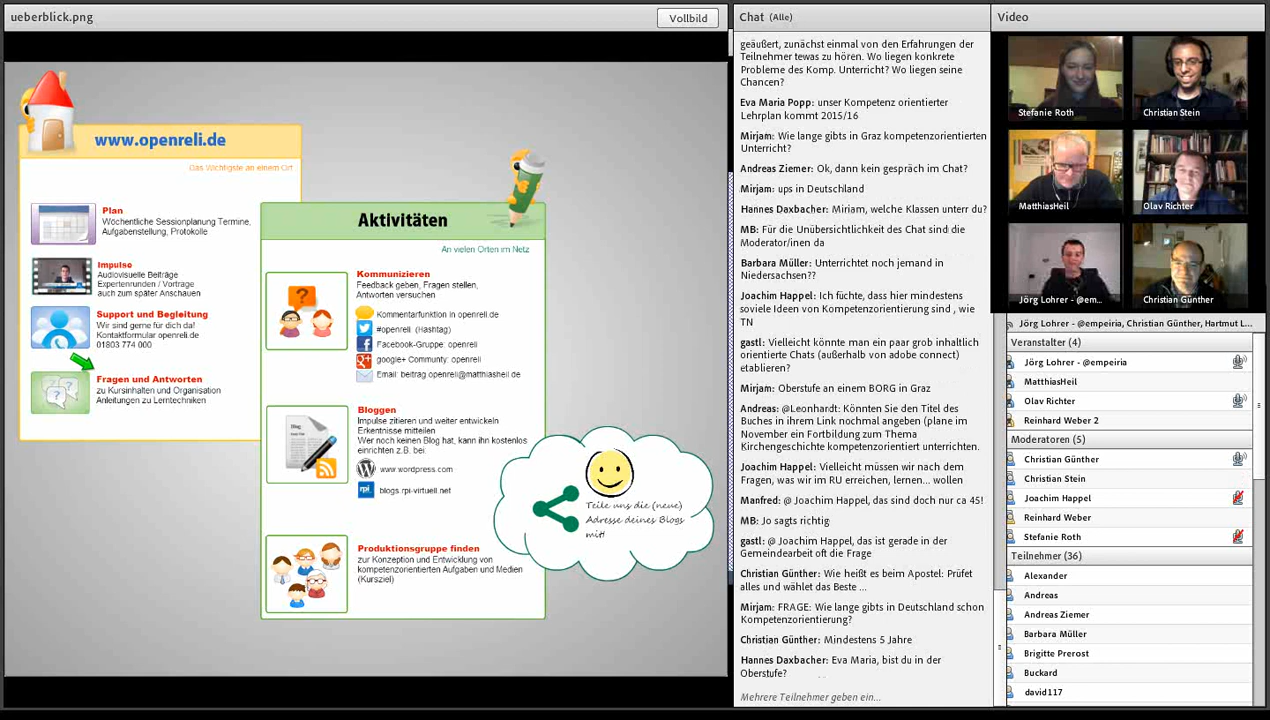 ueberblick.png
Vollbild
www.openreli.de
Das Wichtigste an einem Ort
Plan
Wöchentliche Sessionplanung Termine,
Aufgabenstellung, Protokolle
Impulse
Audiovisuelle Beiträge
Expertenrunden / Vorträge
auch zum später Anschauen
Support und Begleitung
Wir sind gerne für dich da!
Kontaktformular openreli.de
01803 774 000
Fragen und Antworten
zu Kursinhalten und Organisation
Anleitungen zu Lerntechniken
Aktivitäten
An vielen Orten im Netz
Kommunizieren
Feedback geben, Fragen stellen,
Antworten versuchen
Kommentarfunktion in openreli.de
#openreli (Hashtag)
Facebook-Gruppe: openreli
google+ Community: openreli
Email: beitrag.openreli@matthiasheil.de
Bloggen
Impulse zitieren und weiter entwickeln
Erkentnisse mitteilen
Wer noch keinen Blog hat, kann ihn kostenlos
einrichten z.B. bei:
www.wordpress.com
rpi
blogs.rpi-virtuell.net
Blog
Produktionsgruppe finden
zur Konzeption und Entwicklung von
kompetenzorientierten Aufgaben und Medien
(Kursziel)
Teile uns die (neue)
Adresse deines Blogs
mit!
Chat (Alle)
geäußert, zunächst einmal von den Erfahrungen der
Teilnehmer tewas zu hören. Wo liegen konkrete
Probleme des Komp. Unterricht? Wo liegen seine
Chancen?
Eva Maria Popp: unser Kompetenz orientierter
Lehrplan kommt 2015/16
Mirjam: Wie lange gibts in Graz kompetenzorientierten
Unterricht?
Andreas Ziemer: Ok, dann kein gespräch im Chat?
Mirjam: ups in Deutschland
Hannes Daxbacher: Miriam, welche Klassen unterr du?
MB: Für die Unübersichtlichkeit des Chat sind die
Moderator/inen da
Barbara Müller: Unterrichtet noch jemand in
Niedersachsen??
Joachim Happel: Ich füchte, dass hier mindestens
soviele Ideen von Kompetenzorientierung sind , wie
TN
gastl: Vielleicht könnte man ein paar grob inhaltlich
orientierte Chats (außerhalb von adobe connect)
etablieren?
Mirjam: Oberstufe an einem BORG in Graz
Andreas: @Leonhardt: Könnten Sie den Titel des
Buches in ihrem Link nochmal angeben (plane im
November ein Fortbildung zum Thema
Kirchengeschichte kompetenzorientiert unterrichten.
Joachim Happel: Vielleicht müssen wir nach dem
Fragen, was wir im RU erreichen, lernen... wollen
Manfred: @ Joachim Happel, das sind doch nur ca 45!
MB: Jo sagts richtig
gastl: @ Joachim Happel, das ist gerade in der
Gemeindearbeit oft die Frage
Christian Günther: Wie heißt es beim Apostel: Prüfet
alles und wählet das Beste ...
Mirjam: FRAGE: Wie lange gibts in Deutschland schon
Kompetenzorientierung?
Christian Günther: Mindestens 5 Jahre
Hannes Daxbacher: Eva Maria, bist du in der
Oberstufe?
Mehrere Teilnehmer geben ein...
Video
Stefanie Roth
Christian Stein
MatthiasHeil
Olav Richter
Jörg Lohrer - @em...
Christian Günther
Jörg Lohrer - @empeiria, Christian Günther, Hartmut L...
Veranstalter (4)
Jörg Lohrer - @empeiria
MatthiasHeil
Olav Richter
Reinhard Weber 2
Moderatoren (5)
Christian Günther
Christian Stein
Joachim Happel
Reinhard Weber
Stefanie Roth
Teilnehmer (36)
Alexander
Andreas
Andreas Ziemer
Barbara Müller
Brigitte Prerost
Buckard
david117